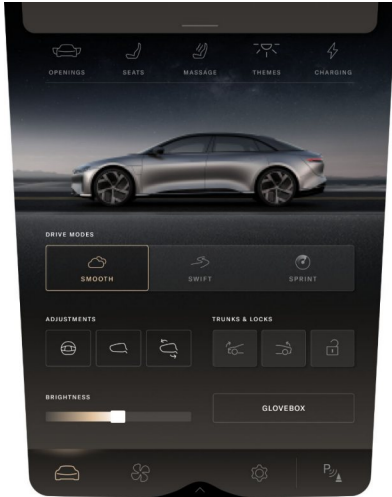 OPENINGS SEATS MASSAGE THEMES CHARGING
DRIVE MODES
SMOOTH SWIFT SPRINT
ADJUSTMENTS TRUNKS & LOCKS
BRIGHTNESS
GLOVEBOX
P